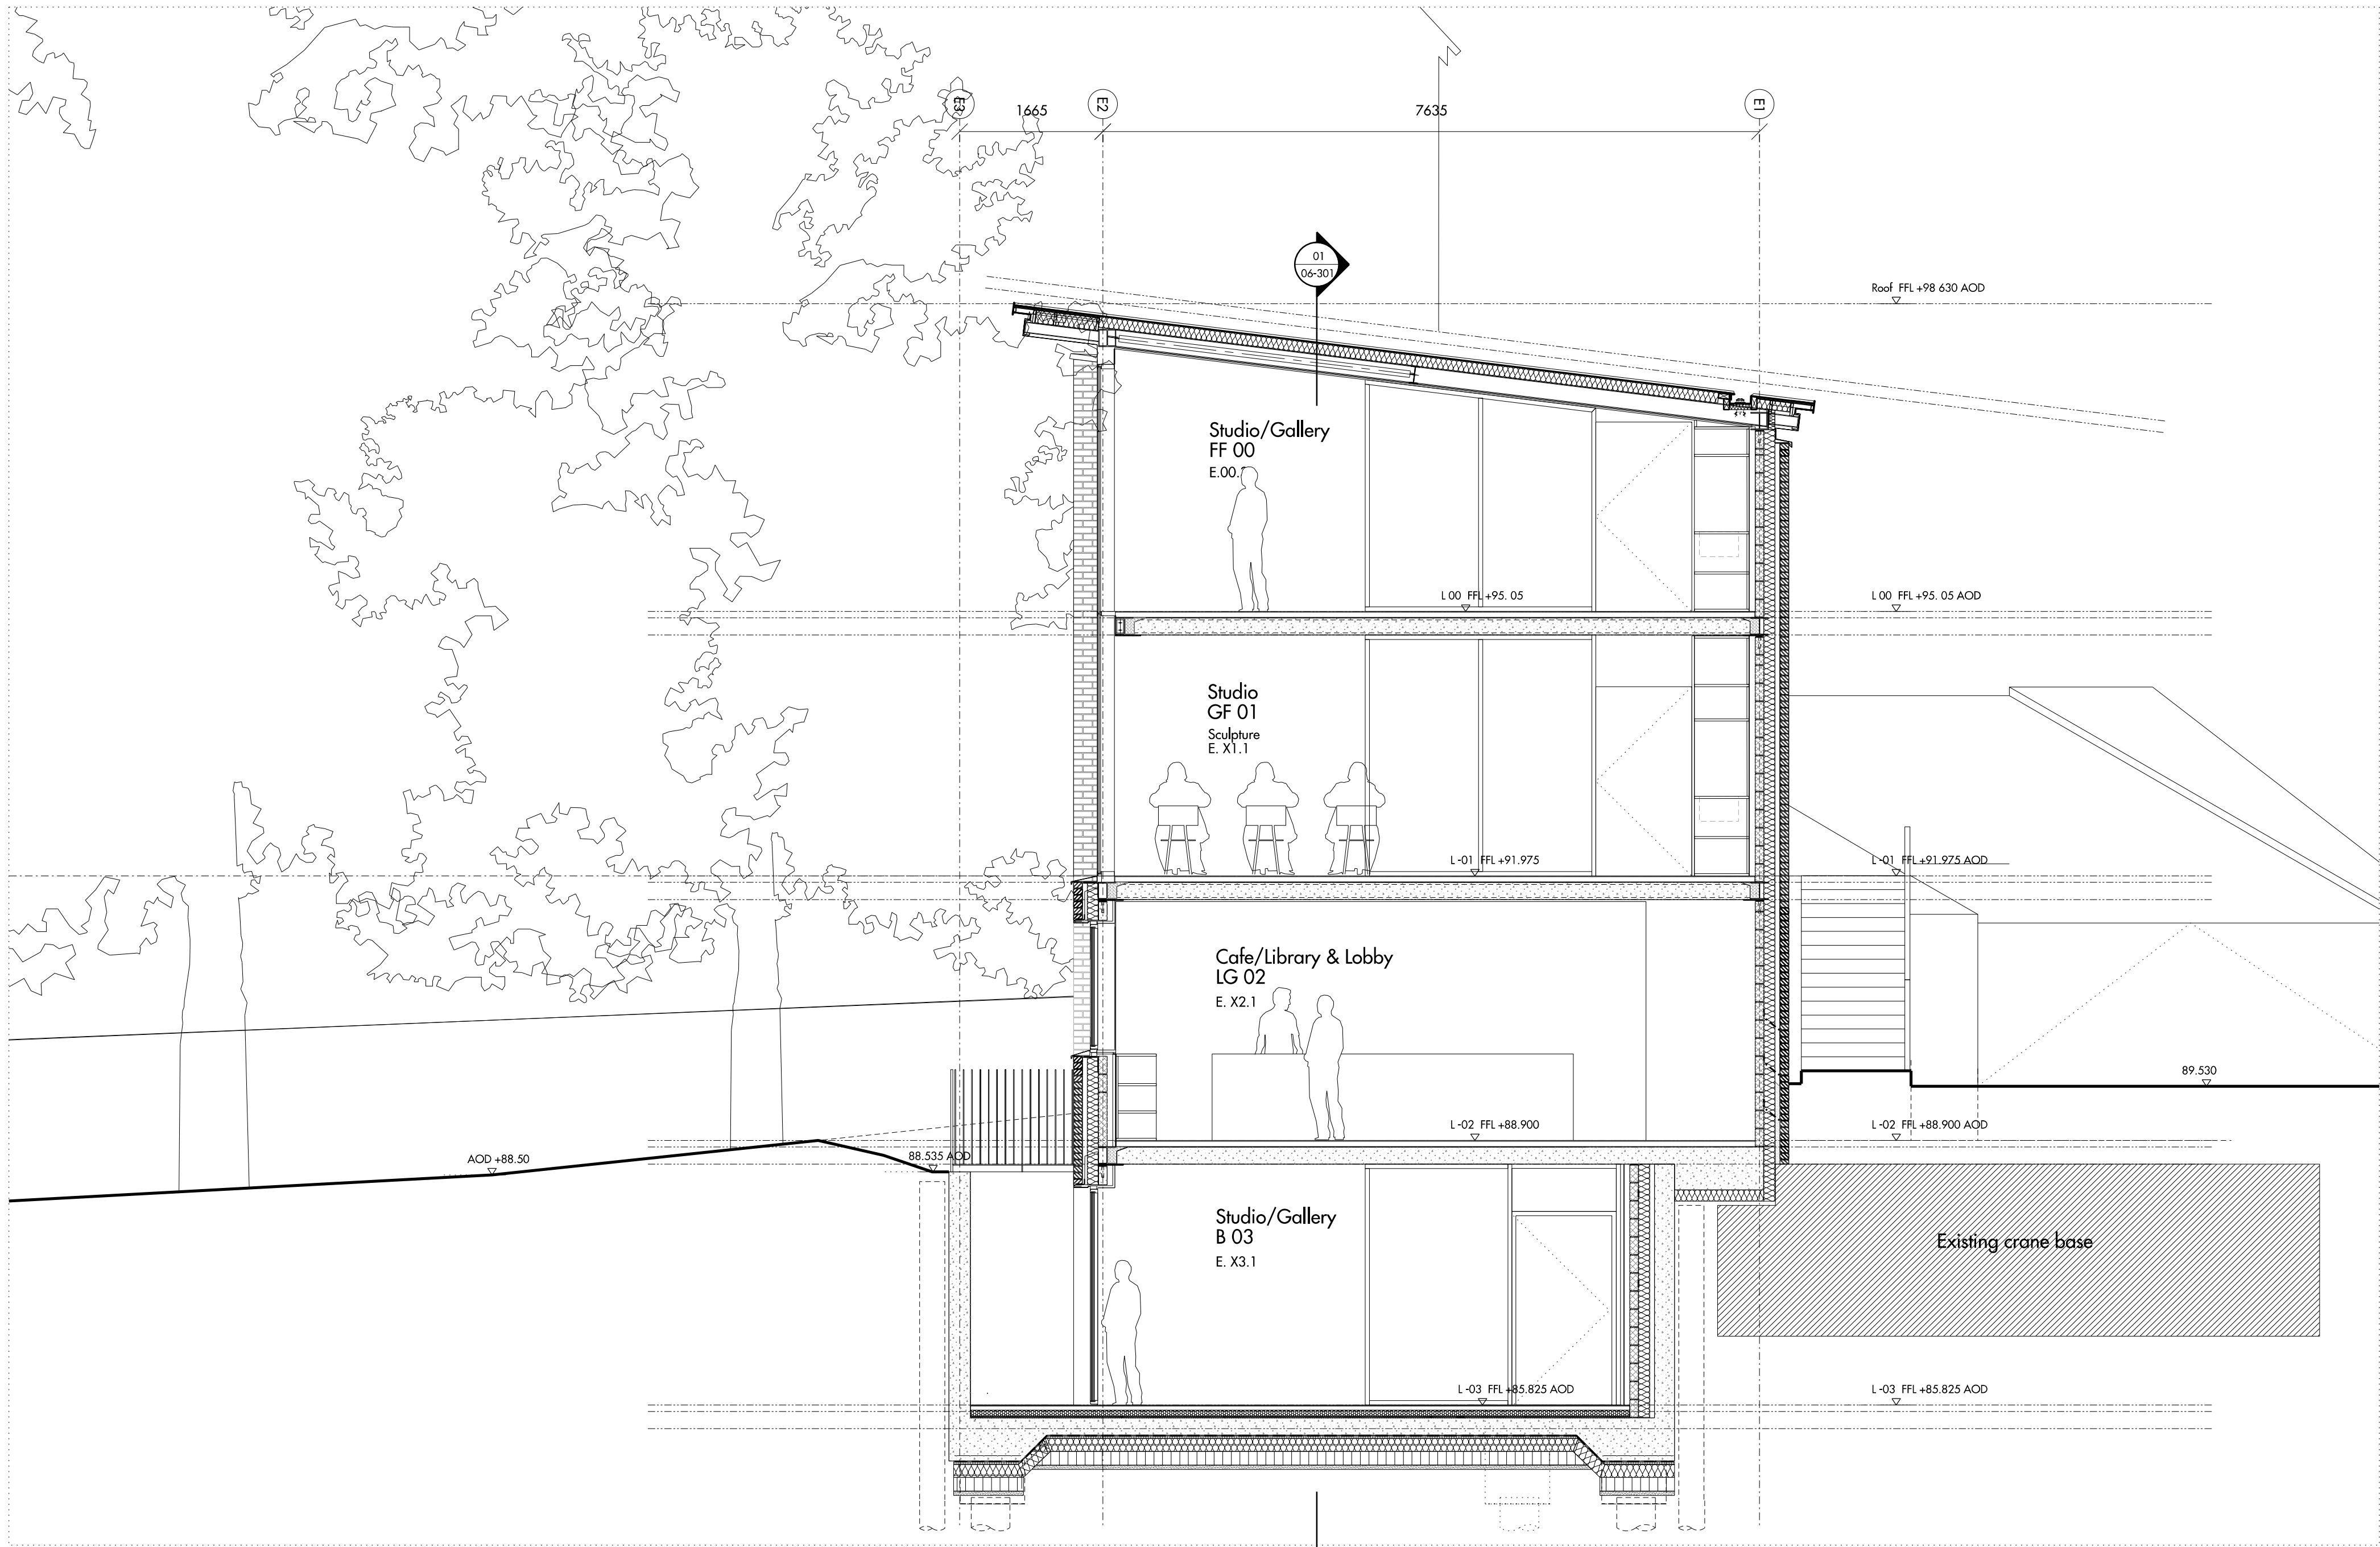 E3
1665
E2
7635
E1
01
06-301
Roof FFL +98 630 AOD
Studio/Gallery
FF 00
E.00.
L 00 FFL +95. 05
L 00 FFL +95. 05 AOD
Studio
GF 01
Sculpture
E. X1.1
L -01 FFL +91.975
L -01 FFL +91.975 AOD
Cafe/Library & Lobby
LG 02
E. X2.1
89.530
L -02 FFL +88.900
L -02 FFL +88.900 AOD
AOD +88.50
88.535 AOD
Studio/Gallery
B 03
E. X3.1
Existing crane base
L -03 FFL +85.825 AOD
L -03 FFL +85.825 AOD